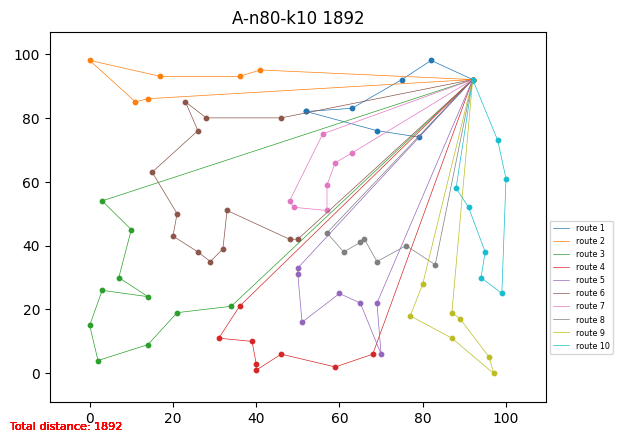 A-n80-k10 1892
100
80
60
40
20
0
0 20 40 60 80 100
route 1
route 2
route 3
route 4
route 5
route 6
route 7
route 8
route 9
route 10
Total distance: 1892